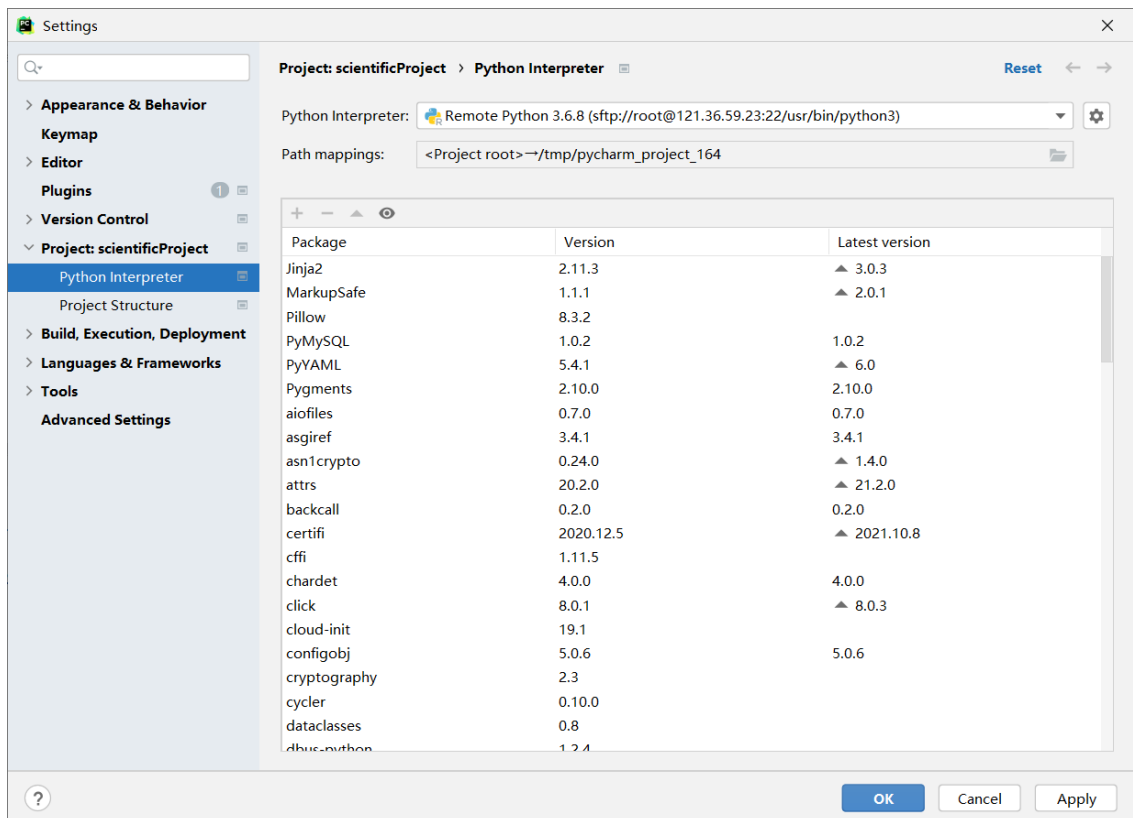 Settings
Project: scientificProject > Python Interpreter
Reset
Appearance & Behavior
Keymap
Editor
Plugins 1
Version Control
Project: scientificProject
Python Interpreter
Project Structure
Build, Execution, Deployment
Languages & Frameworks
Tools
Advanced Settings
Python Interpreter: Remote Python 3.6.8 (sftp://root@121.36.59.23:22/usr/bin/python3)
Path mappings: <Project root>→/tmp/pycharm_project_164
Package Version Latest version
Jinja2 2.11.3 3.0.3
MarkupSafe 1.1.1 2.0.1
Pillow 8.3.2
PyMySQL 1.0.2 1.0.2
PyYAML 5.4.1 6.0
Pygments 2.10.0 2.10.0
aiofiles 0.7.0 0.7.0
asgiref 3.4.1 3.4.1
asn1crypto 0.24.0 1.4.0
attrs 20.2.0 21.2.0
backcall 0.2.0 0.2.0
certifi 2020.12.5 2021.10.8
cffi 1.11.5
chardet 4.0.0 4.0.0
click 8.0.1 8.0.3
cloud-init 19.1
configobj 5.0.6 5.0.6
cryptography 2.3
cycler 0.10.0
dataclasses 0.8
dbus-python 1.2.4
?
OK
Cancel
Apply